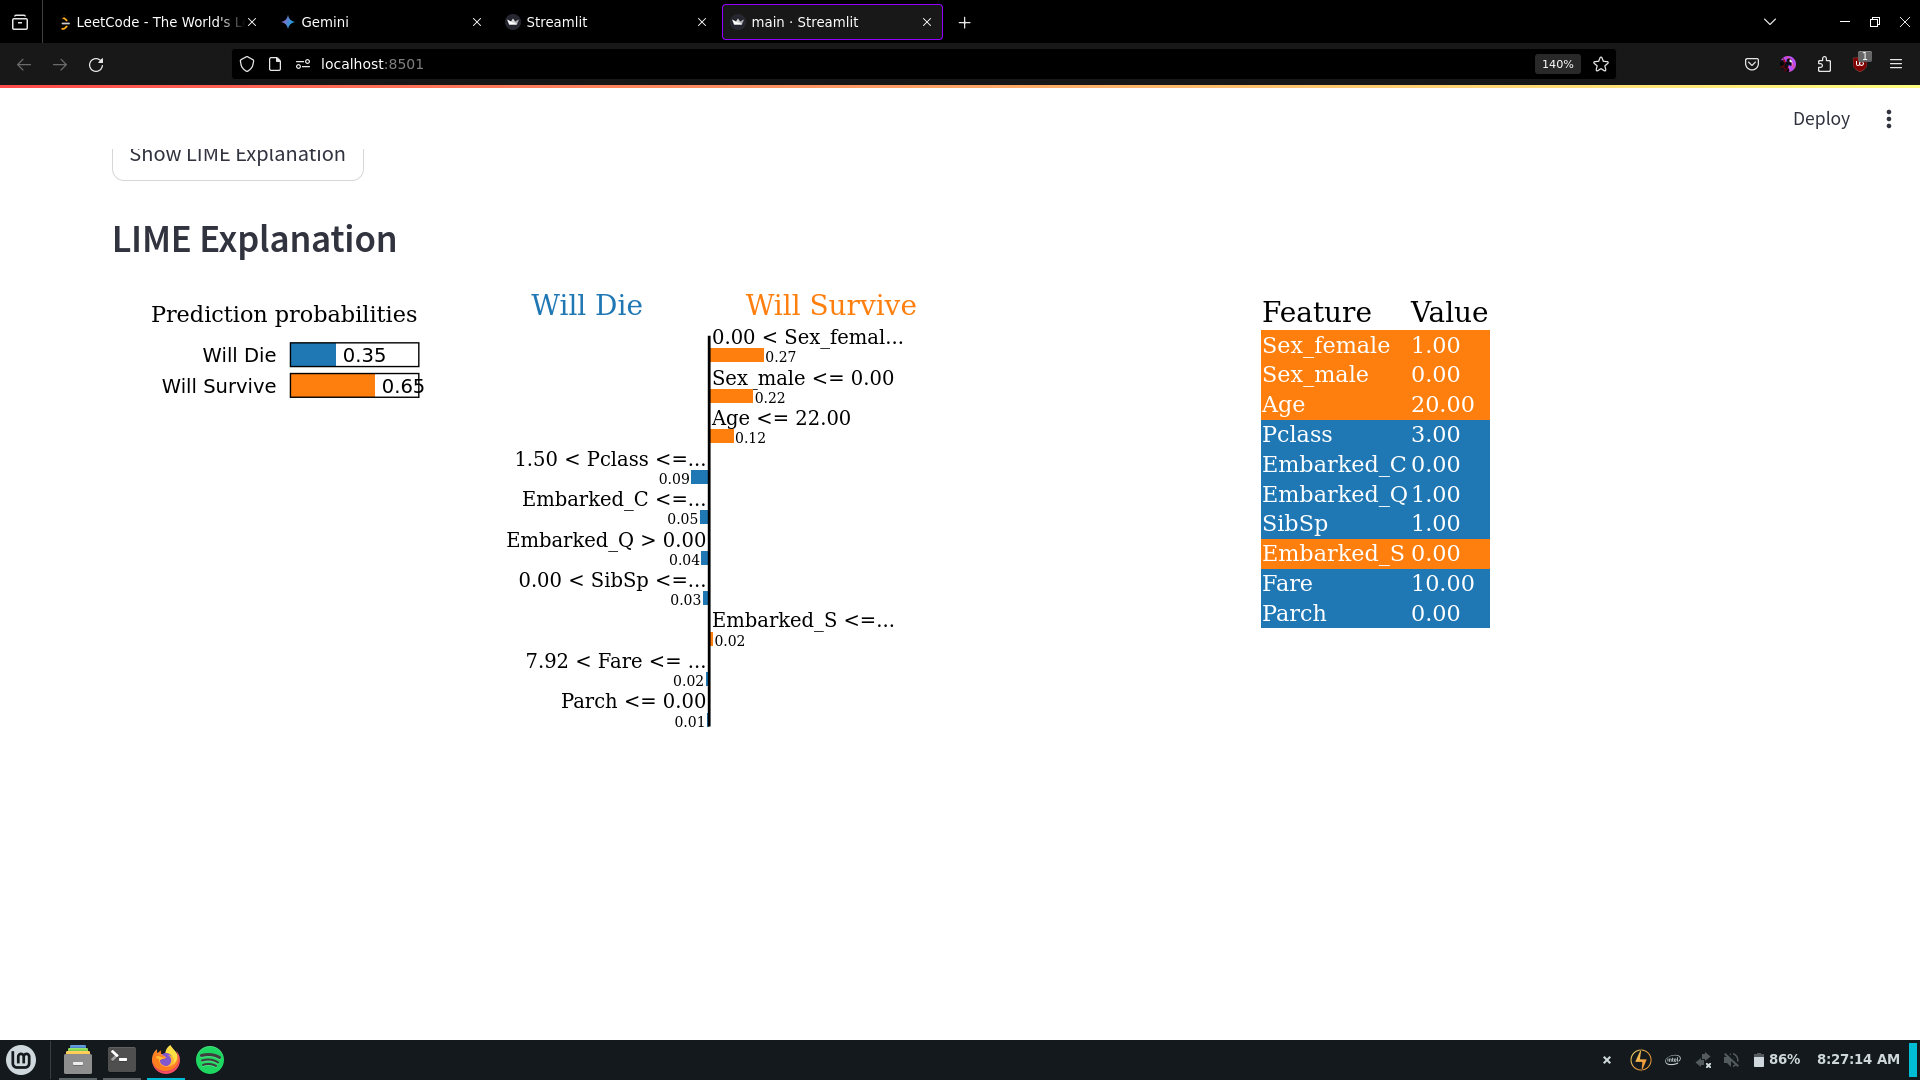 LeetCode - The World's L
Gemini
Streamlit
main · Streamlit
localhost:8501
140%
1
Deploy
Show LIME Explanation
LIME Explanation
Prediction probabilities
Will Die 0.35
Will Survive 0.65
Will Die Will Survive
0.00 < Sex_femal...
0.27
Sex_male <= 0.00
0.22
Age <= 22.00
0.12
1.50 < Pclass <=...
0.09
Embarked_C <=...
0.05
Embarked_Q > 0.00
0.04
0.00 < SibSp <=...
0.03
Embarked_S <=...
0.02
7.92 < Fare <= ...
0.02
Parch <= 0.00
0.01
Feature Value
Sex_female 1.00
Sex_male 0.00
Age 20.00
Pclass 3.00
Embarked_C 0.00
Embarked_Q 1.00
SibSp 1.00
Embarked_S 0.00
Fare 10.00
Parch 0.00
86% 8:27:14 AM